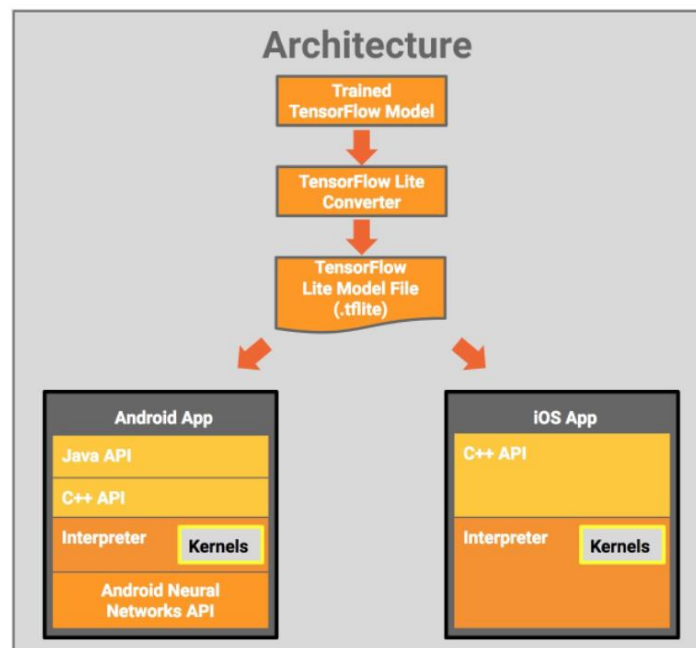 Architecture
Trained
TensorFlow Model
TensorFlow Lite
Converter
TensorFlow
Lite Model File
(.tflite)
Android App
Java API
C++ API
Interpreter
Kernels
Android Neural
Networks API
iOS App
C++ API
Interpreter
Kernels